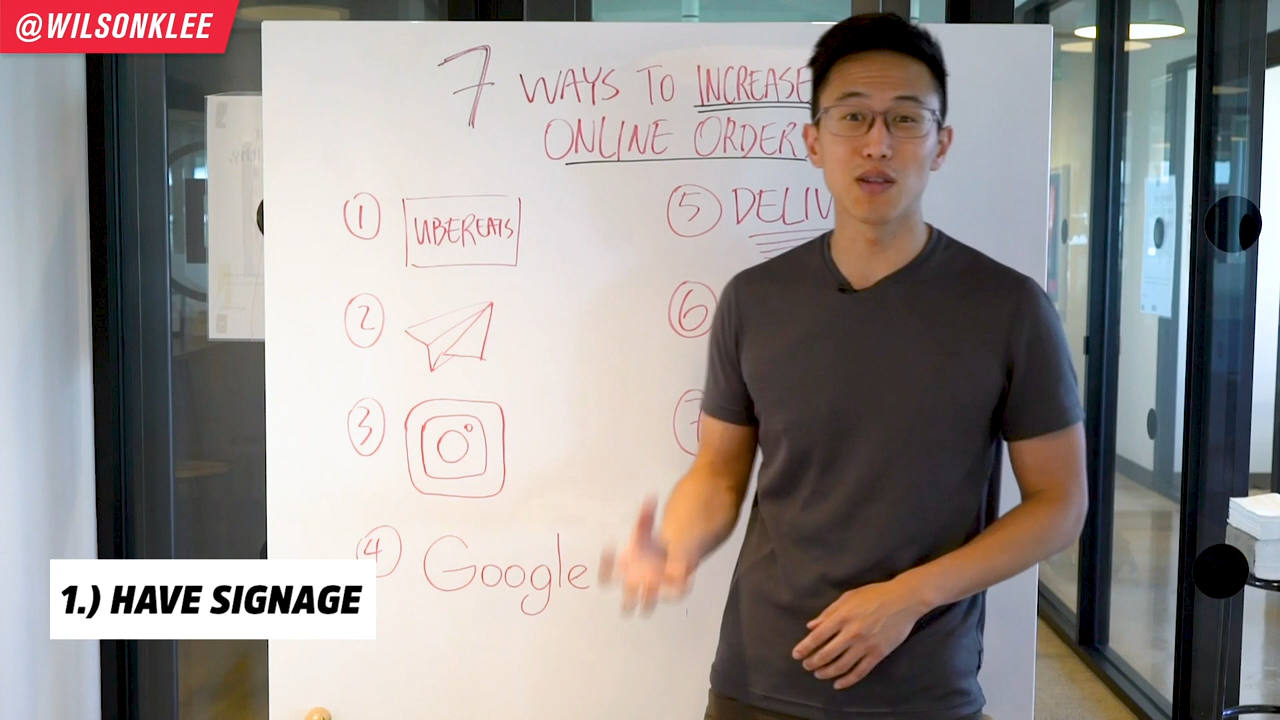 @WILSONKLEE
7 WAYS TO INCREASE
ONLINE ORDER
1 UBEREATS
2
3
4 Google
5 DELIV
6
7
1.) HAVE SIGNAGE